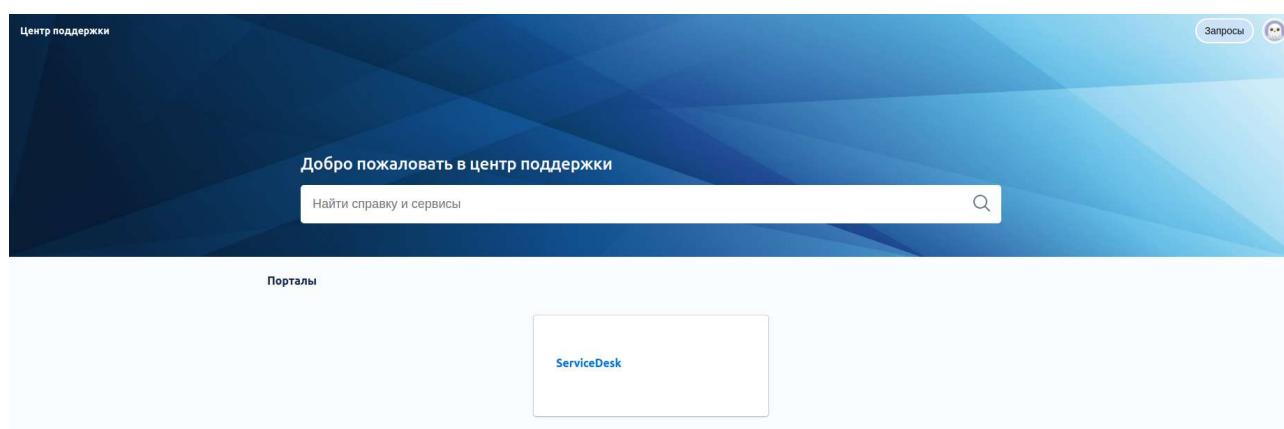 Центр поддержки
Запросы
Добро пожаловать в центр поддержки
Найти справку и сервисы
Порталы
ServiceDesk